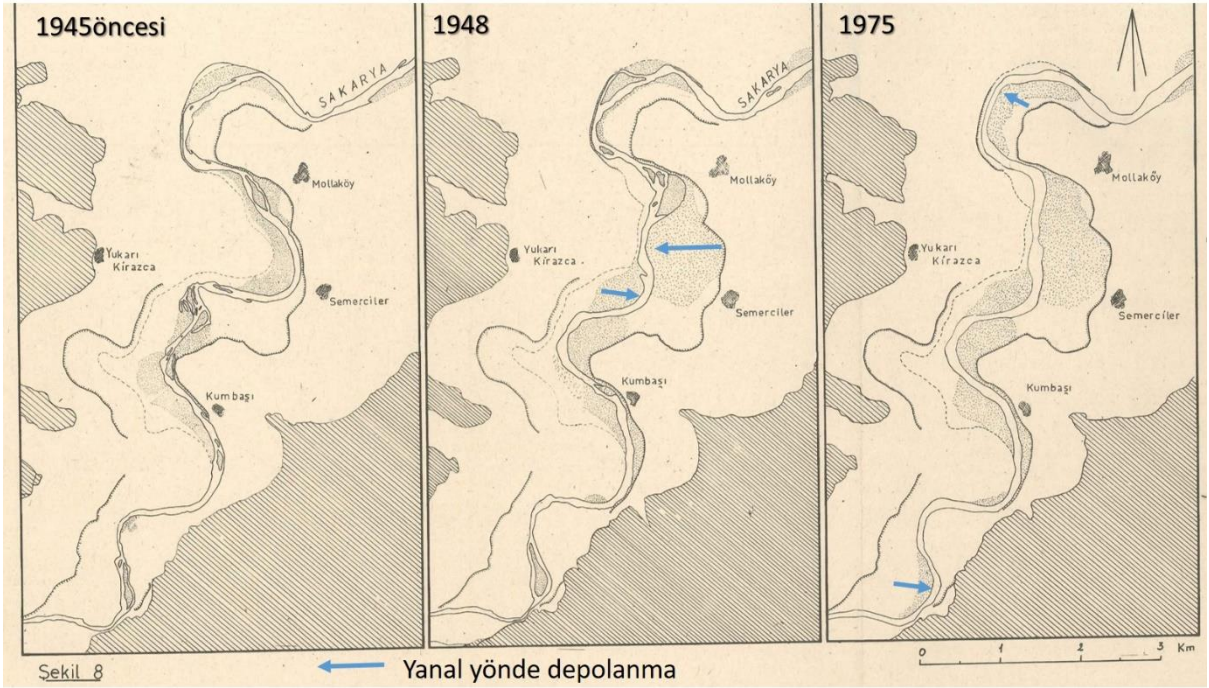 1945öncesi
SAKARYA
Mollaköy
Yukarı
Kirazca
Semerciler
Kumbaşı
Şekil 8
1948
SAKARYA
Mollaköy
Yukarı
Kirazca
Semerciler
Kumbaşı
1975
Mollaköy
Yukarı
Kirazca
Semerciler
Kumbaşı
0 1 2 3 Km
Yanal yönde depolanma